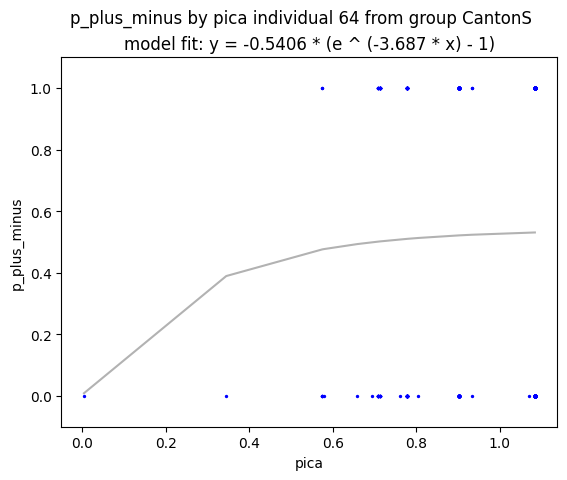 p_plus_minus by pica individual 64 from group CantonS
model fit: y = -0.5406 * (e ^ (-3.687 * x) - 1)
1.0
0.8
0.6
0.4
0.2
0.0
p_plus_minus
0.0 0.2 0.4 0.6 0.8 1.0
pica